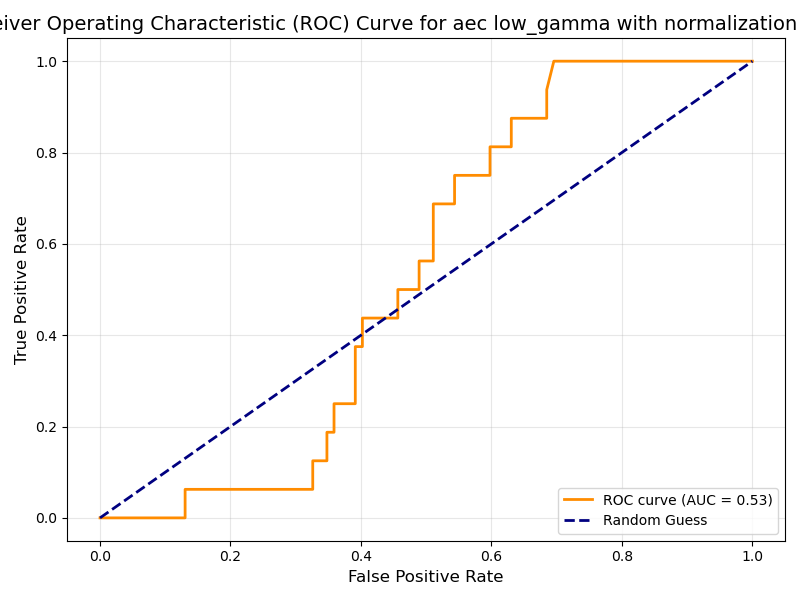 eiver Operating Characteristic (ROC) Curve for aec low_gamma with normalization
1.0
0.8
0.6
0.4
0.2
0.0
True Positive Rate
0.0 0.2 0.4 0.6 0.8 1.0
False Positive Rate
ROC curve (AUC = 0.53)
Random Guess